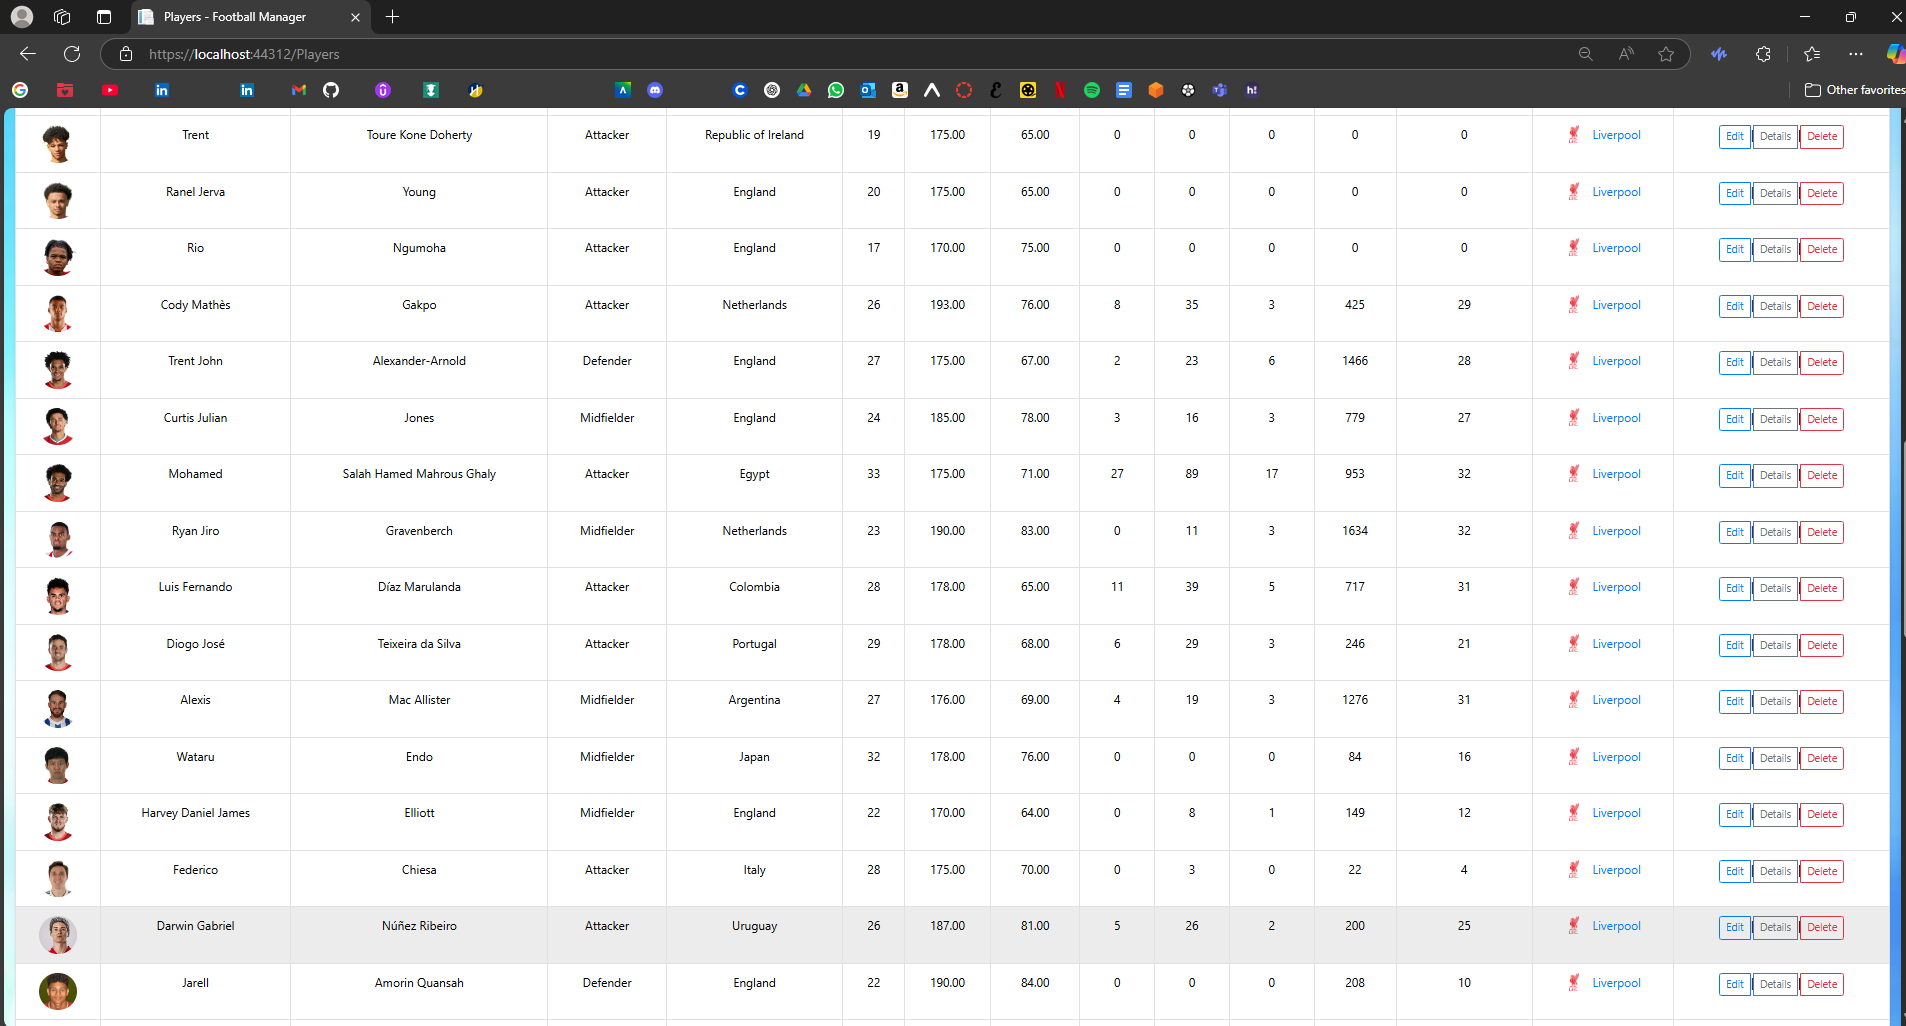 Players - Football Manager
https://localhost:44312/Players
Other favorites
Trent Toure Kone Doherty Attacker Republic of Ireland 19 175.00 65.00 0 0 0 0 0 Liverpool Edit Details Delete
Ranel Jerva Young Attacker England 20 175.00 65.00 0 0 0 0 0 Liverpool Edit Details Delete
Rio Ngumoha Attacker England 17 170.00 75.00 0 0 0 0 0 Liverpool Edit Details Delete
Cody Mathès Gakpo Attacker Netherlands 26 193.00 76.00 8 35 3 425 29 Liverpool Edit Details Delete
Trent John Alexander-Arnold Defender England 27 175.00 67.00 2 23 6 1466 28 Liverpool Edit Details Delete
Curtis Julian Jones Midfielder England 24 185.00 78.00 3 16 3 779 27 Liverpool Edit Details Delete
Mohamed Salah Hamed Mahrous Ghaly Attacker Egypt 33 175.00 71.00 27 89 17 953 32 Liverpool Edit Details Delete
Ryan Jiro Gravenberch Midfielder Netherlands 23 190.00 83.00 0 11 3 1634 32 Liverpool Edit Details Delete
Luis Fernando Díaz Marulanda Attacker Colombia 28 178.00 65.00 11 39 5 717 31 Liverpool Edit Details Delete
Diogo José Teixeira da Silva Attacker Portugal 29 178.00 68.00 6 29 3 246 21 Liverpool Edit Details Delete
Alexis Mac Allister Midfielder Argentina 27 176.00 69.00 4 19 3 1276 31 Liverpool Edit Details Delete
Wataru Endo Midfielder Japan 32 178.00 76.00 0 0 0 84 16 Liverpool Edit Details Delete
Harvey Daniel James Elliott Midfielder England 22 170.00 64.00 0 8 1 149 12 Liverpool Edit Details Delete
Federico Chiesa Attacker Italy 28 175.00 70.00 0 3 0 22 4 Liverpool Edit Details Delete
Darwin Gabriel Núñez Ribeiro Attacker Uruguay 26 187.00 81.00 5 26 2 200 25 Liverpool Edit Details Delete
Jarell Amorin Quansah Defender England 22 190.00 84.00 0 0 0 208 10 Liverpool Edit Details Delete